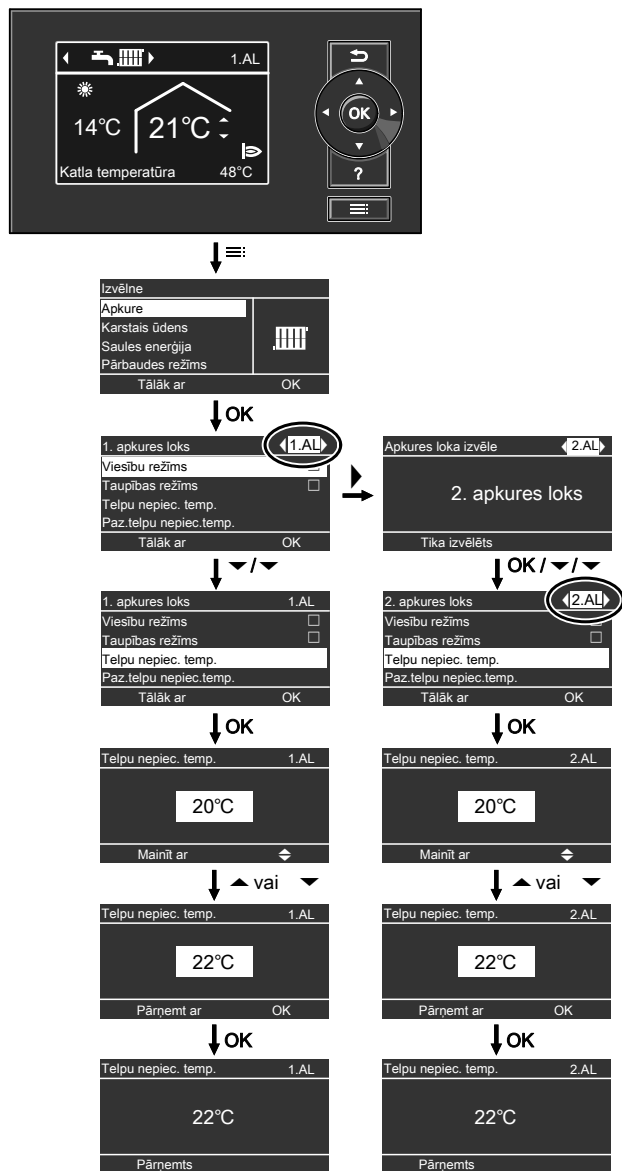 1.AL
14°C 21°C
Katla temperatūra 48°C
OK
?
Izvēlne
Apkure
Karstais ūdens
Saules enerģija
Pārbaudes režīms
Tālāk ar OK
OK
1. apkures loks 1.AL
Viesību režīms
Taupības režīms
Telpu nepiec. temp.
Paz.telpu nepiec.temp.
Tālāk ar OK
Apkures loka izvēle 2.AL
2. apkures loks
Tika izvēlēts
/
OK / /
1. apkures loks 1.AL
Viesību režīms
Taupības režīms
Telpu nepiec. temp.
Paz.telpu nepiec.temp.
Tālāk ar OK
2. apkures loks 2.AL
Viesību režīms
Taupības režīms
Telpu nepiec. temp.
Paz.telpu nepiec.temp.
Tālāk ar OK
OK
OK
Telpu nepiec. temp. 1.AL
20°C
Mainīt ar
Telpu nepiec. temp. 2.AL
20°C
Mainīt ar
vai
vai
Telpu nepiec. temp. 1.AL
22°C
Pārņemt ar OK
Telpu nepiec. temp. 2.AL
22°C
Pārņemt ar OK
OK
OK
Telpu nepiec. temp. 1.AL
22°C
Pārņemts
Telpu nepiec. temp. 2.AL
22°C
Pārņemts